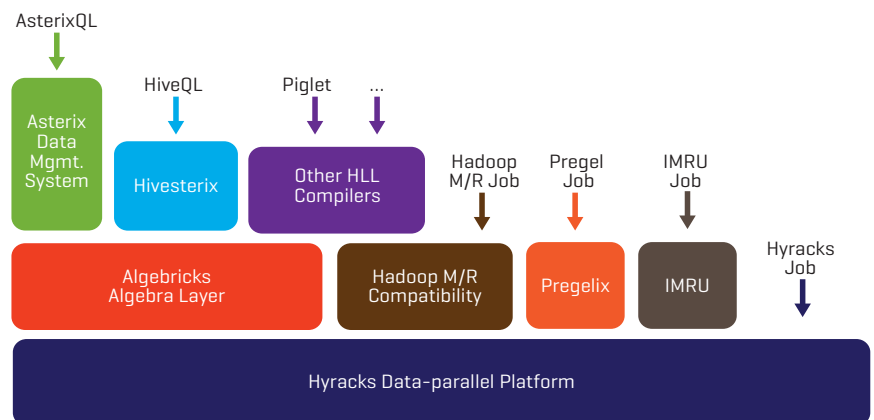 AsterixQL
HiveQL
Piglet
...
Asterix
Data
Mgmt.
System
Hivesterix
Other HLL
Compilers
Hadoop
M/R Job
Pregel
Job
IMRU
Job
Hyracks
Job
Algebricks
Algebra Layer
Hadoop M/R
Compatibility
Pregelix
IMRU
Hyracks Data-parallel Platform